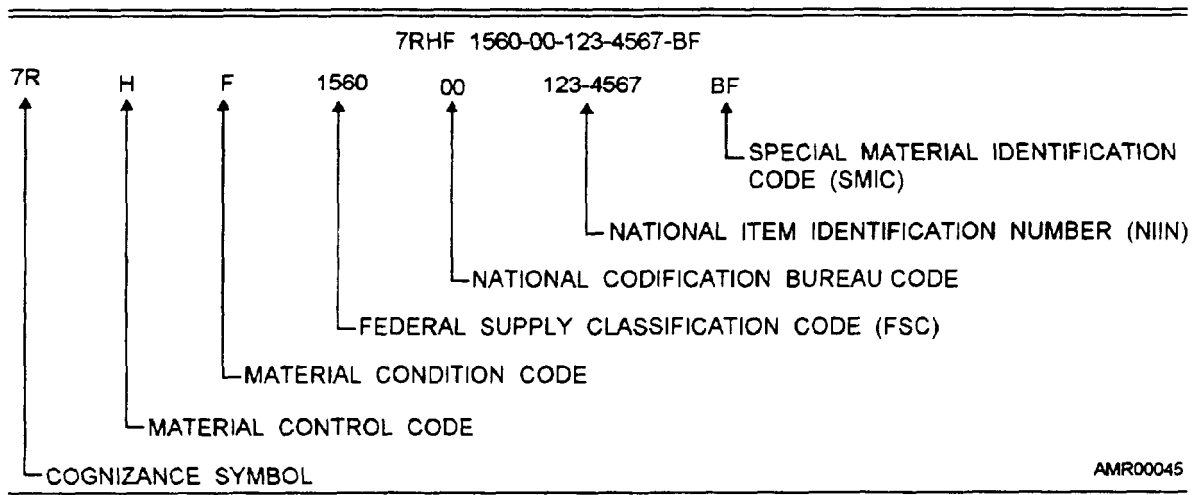 7RHF 1560-00-123-4567-BF
7R H F 1560 00 123-4567 BF
SPECIAL MATERIAL IDENTIFICATION
CODE (SMIC)
NATIONAL ITEM IDENTIFICATION NUMBER (NIIN)
NATIONAL CODIFICATION BUREAU CODE
FEDERAL SUPPLY CLASSIFICATION CODE (FSC)
MATERIAL CONDITION CODE
MATERIAL CONTROL CODE
COGNIZANCE SYMBOL
AMR00045